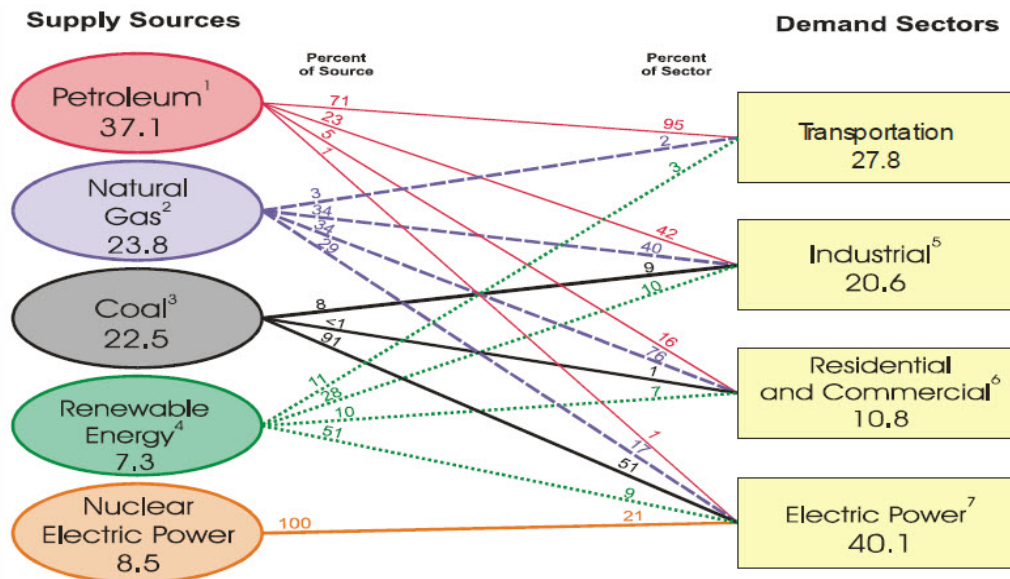 Supply Sources
Demand Sectors
Percent
of Source
Percent
of Sector
Petroleum¹
37.1
71
23
5
1
95
2
3
Transportation
27.8
Natural
Gas²
23.8
3
34
34
29
42
40
9
10
Industrial⁵
20.6
Coal³
22.5
8
<1
91
16
76
1
7
Residential
and Commercial⁶
10.8
Renewable
Energy⁴
7.3
11
28
10
51
1
17
51
9
Nuclear
Electric Power
8.5
100
21
Electric Power⁷
40.1